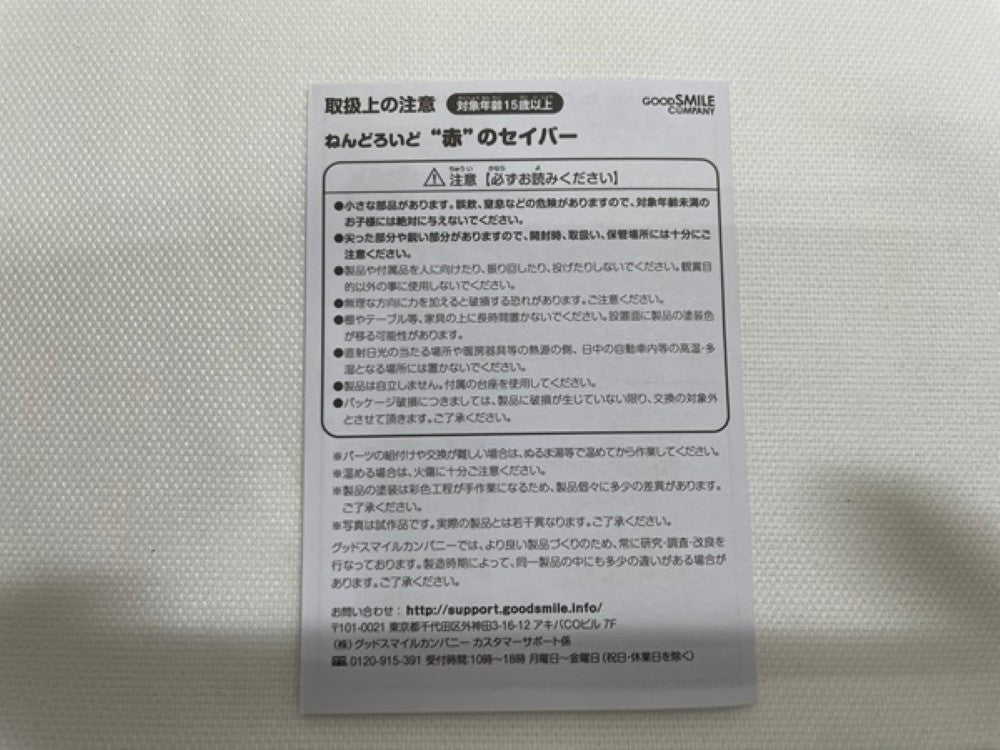 取扱上の注意 対象年齢15歳以上
GOOD SMILE COMPANY
ねんどろいど “赤”のセイバー
⚠注意【必ずお読みください】
●小さな部品があります。誤飲、窒息などの危険がありますので、対象年齢未満の
お子様には絶対に与えないでください。
●尖った部分や鋭い部分がありますので、開封時、取扱い、保管場所には十分にご
注意ください。
●製品や付属品を人に向けたり、振り回したり、投げたりしないでください。観賞目
的以外の事に使用しないでください。
●無理な方向に力を加えると破損する恐れがあります。ご注意ください。
●棚やテーブル等、家具の上に長時間置かないでください。設置面に製品の塗装色
が移る可能性があります。
●直射日光の当たる場所や暖房器具等の熱源の側、日中の自動車内等の高温・多
湿となる場所には置かないでください。
●製品は自立しません。付属の台座を使用してください。
●パッケージ破損につきましては、製品に破損が生じていない限り、交換の対象外
とさせて頂きます。ご了承ください。
※パーツの組付けや交換が難しい場合は、ぬるま湯等で温めてから作業してください。
※温める場合は、火傷に十分ご注意ください。
※製品の塗装は彩色工程が手作業になるため、製品個々に多少の差異があります。
ご了承ください。
※写真は試作品です。実際の製品とは若干異なります。ご了承ください。
グッドスマイルカンパニーでは、より良い製品づくりのため、常に研究・調査・改良を
行なっております。製造時期によって、同一製品の中にも多少の違いがある場合が
あります。ご了承ください。
お問い合わせ：http://support.goodsmile.info/
〒101-0021 東京都千代田区外神田3-16-12 アキバCOビル 7F
（株）グッドスマイルカンパニー カスタマーサポート係
0120-915-391 受付時間:10時〜18時 月曜日〜金曜日（祝日・休業日を除く）